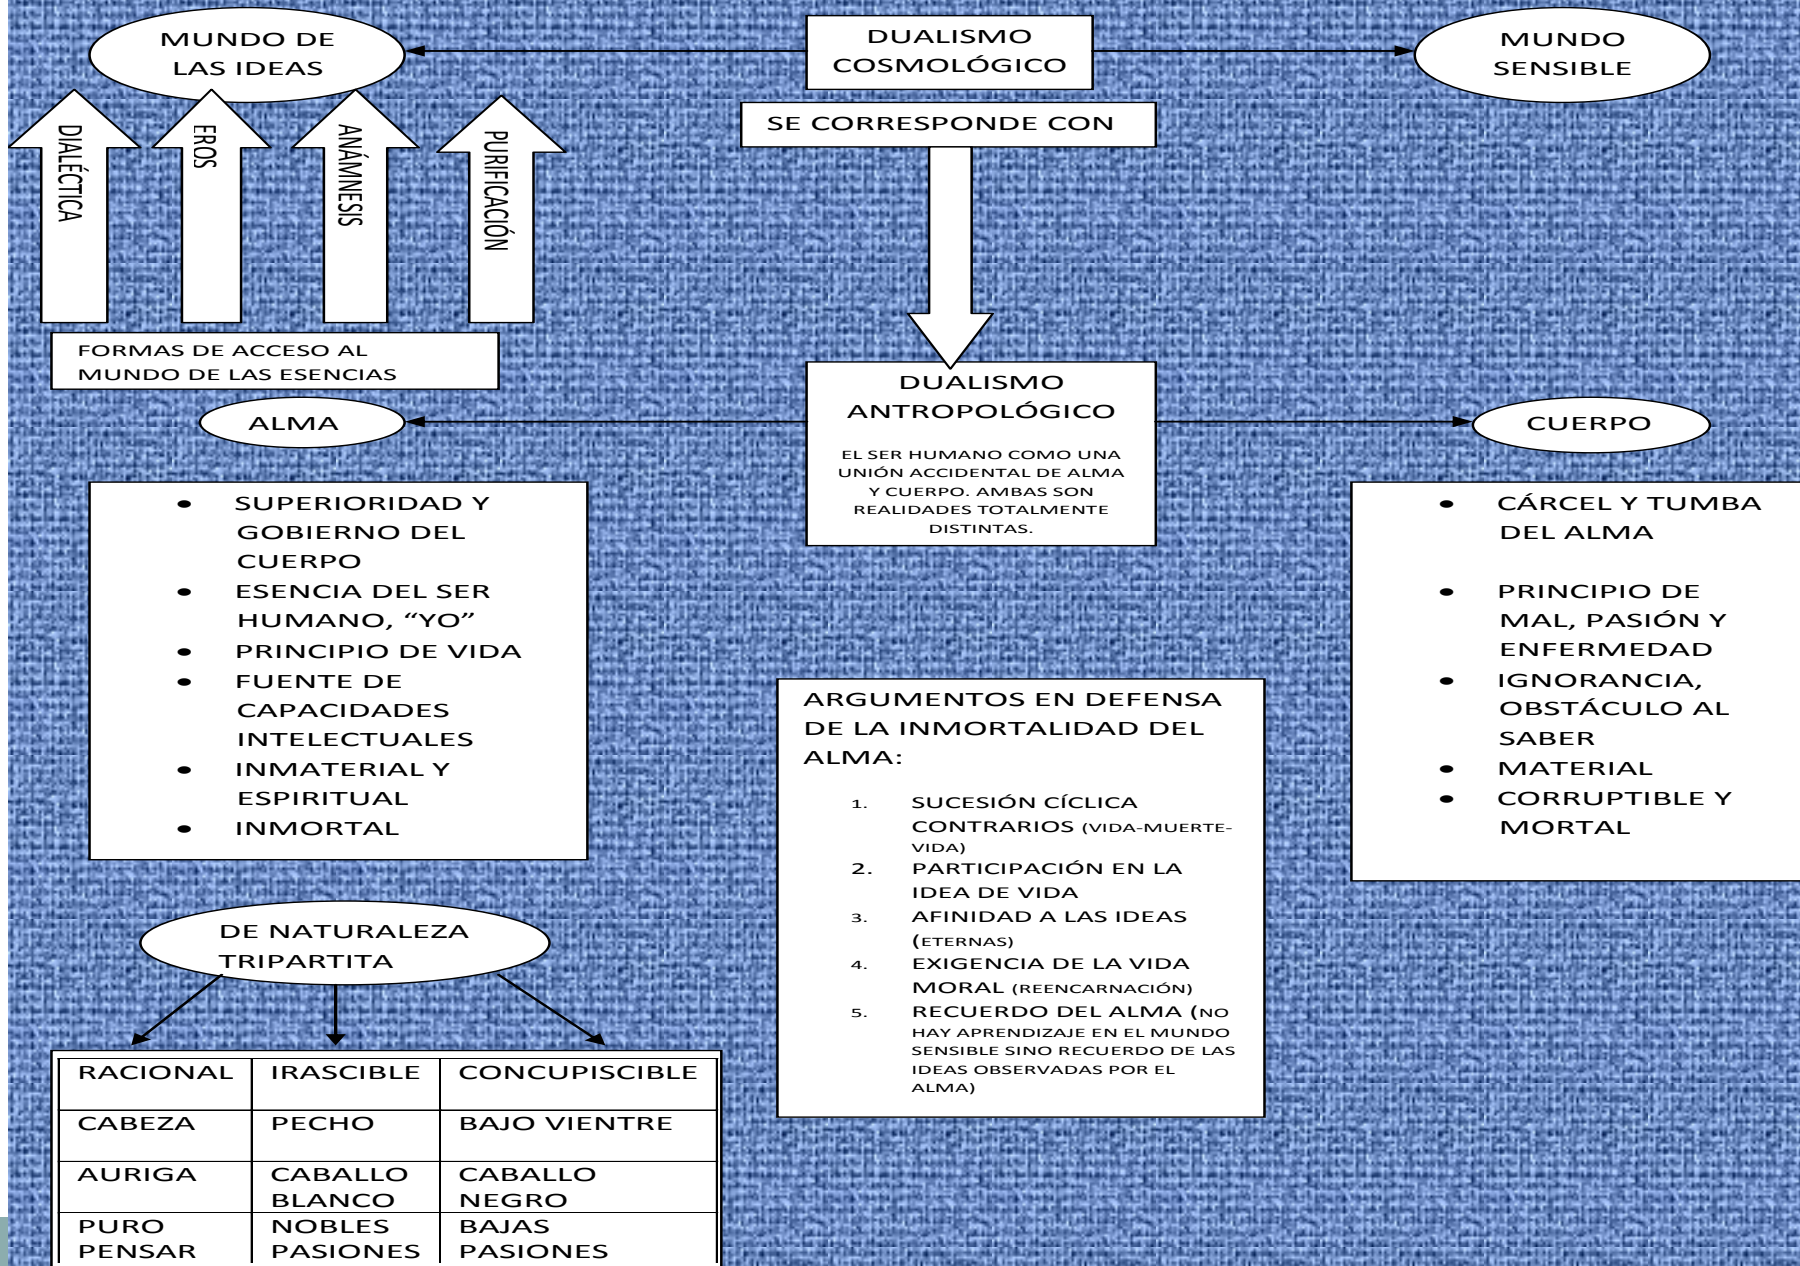 MUNDO DE
LAS IDEAS
DUALISMO
COSMOLÓGICO
MUNDO
SENSIBLE
SE CORRESPONDE CON
DIALÉCTICA
EROS
ANÁMNESIS
PURIFICACIÓN
FORMAS DE ACCESO AL
MUNDO DE LAS ESENCIAS
DUALISMO
ANTROPOLÓGICO
EL SER HUMANO COMO UNA
UNIÓN ACCIDENTAL DE ALMA
Y CUERPO. AMBAS SON
REALIDADES TOTALMENTE
DISTINTAS.
ALMA
CUERPO
• SUPERIORIDAD Y
GOBIERNO DEL
CUERPO
• ESENCIA DEL SER
HUMANO, “YO”
• PRINCIPIO DE VIDA
• FUENTE DE
CAPACIDADES
INTELECTUALES
• INMATERIAL Y
ESPIRITUAL
• INMORTAL
• CÁRCEL Y TUMBA
DEL ALMA
• PRINCIPIO DE
MAL, PASIÓN Y
ENFERMEDAD
• IGNORANCIA,
OBSTÁCULO AL
SABER
• MATERIAL
• CORRUPTIBLE Y
MORTAL
ARGUMENTOS EN DEFENSA
DE LA INMORTALIDAD DEL
ALMA:
1. SUCESIÓN CÍCLICA
CONTRARIOS (VIDA-MUERTE-
VIDA)
2. PARTICIPACIÓN EN LA
IDEA DE VIDA
3. AFINIDAD A LAS IDEAS
(ETERNAS)
4. EXIGENCIA DE LA VIDA
MORAL (REENCARNACIÓN)
5. RECUERDO DEL ALMA (NO
HAY APRENDIZAJE EN EL MUNDO
SENSIBLE SINO RECUERDO DE LAS
IDEAS OBSERVADAS POR EL
ALMA)
DE NATURALEZA
TRIPARTITA
RACIONAL IRASCIBLE CONCUPISCIBLE
CABEZA PECHO BAJO VIENTRE
AURIGA CABALLO CABALLO
BLANCO NEGRO
PURO NOBLES BAJAS
PENSAR PASIONES PASIONES